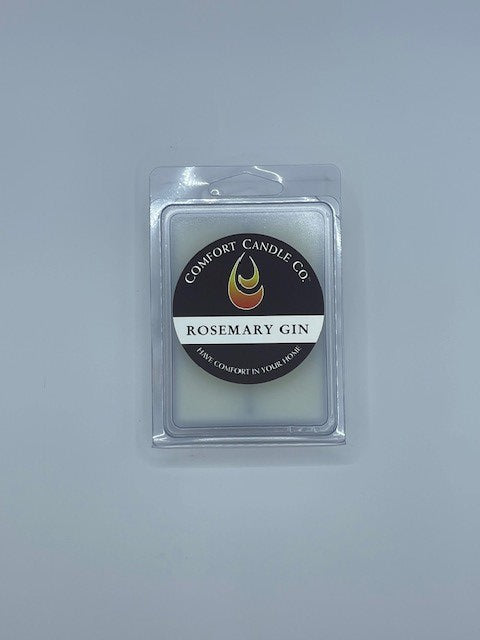 COMFORT CANDLE CO.
ROSEMARY GIN
HAVE COMFORT IN YOUR HOME